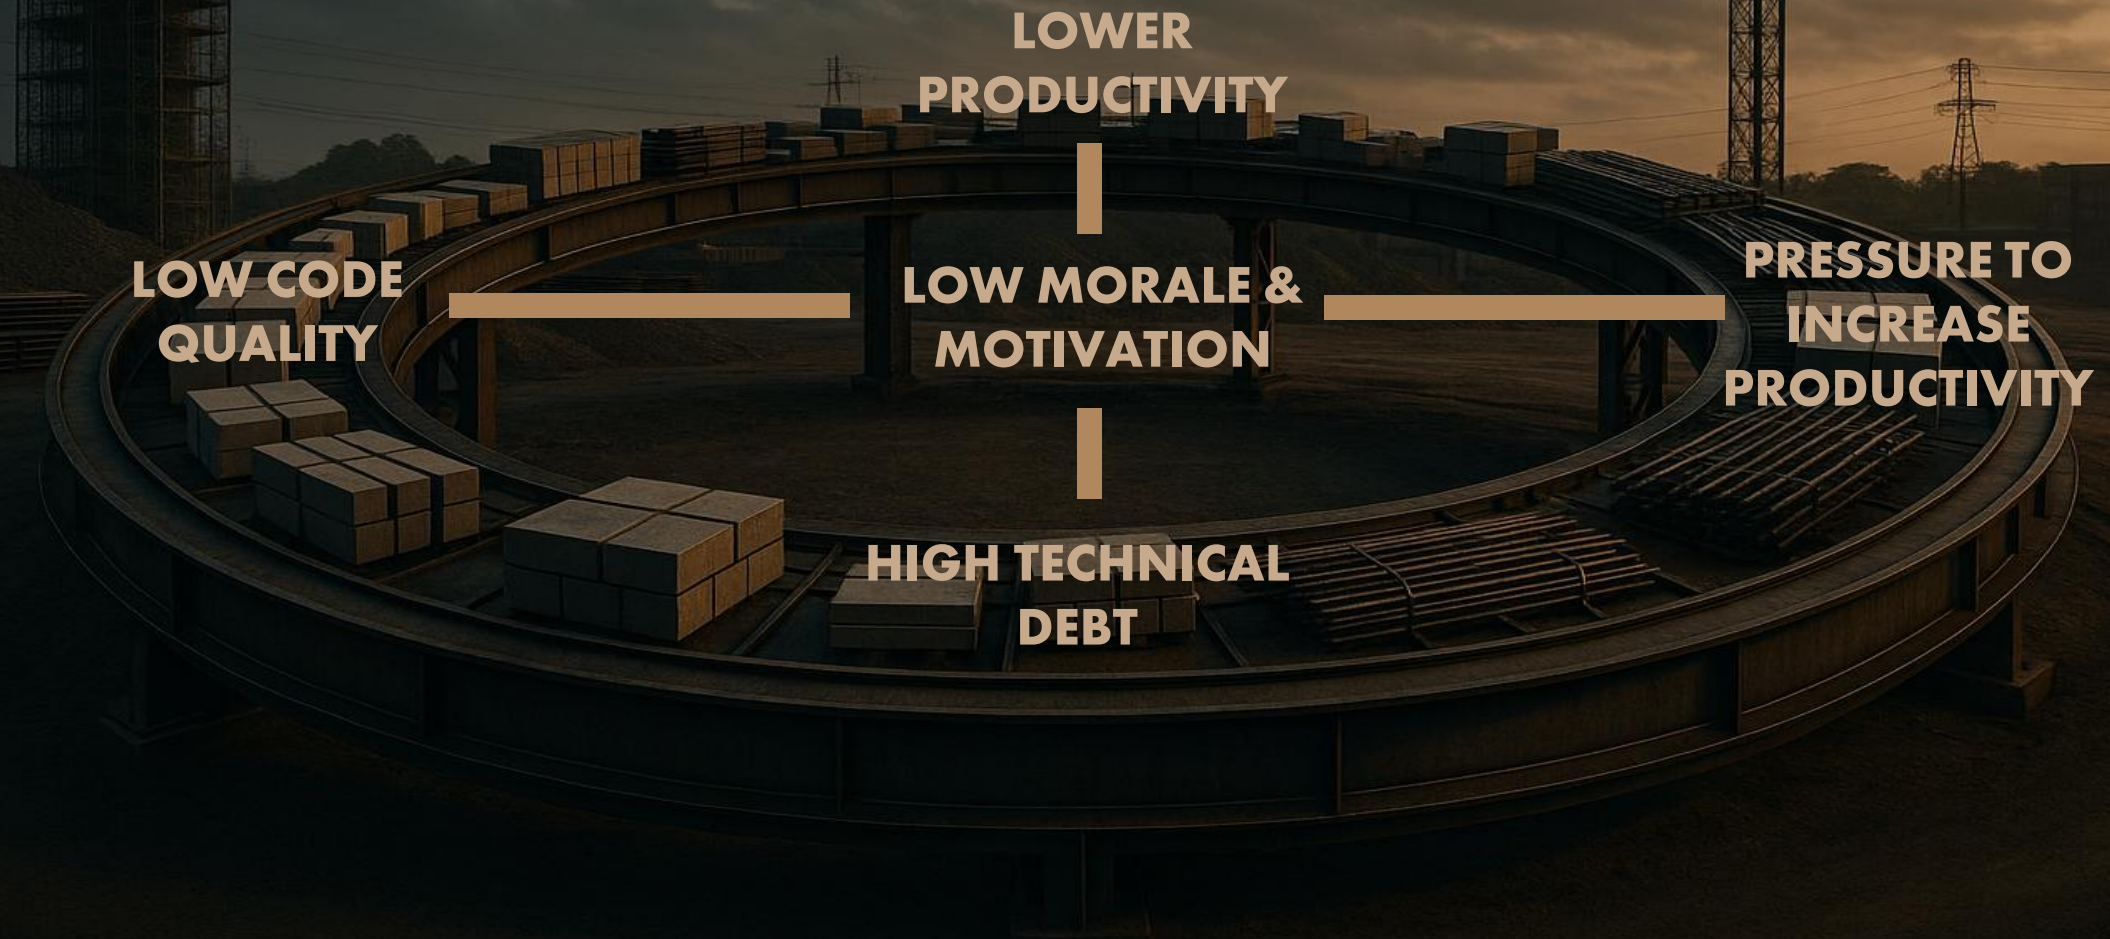 LOWER
PRODUCTIVITY
LOW CODE
QUALITY
LOW MORALE &
MOTIVATION
PRESSURE TO
INCREASE
PRODUCTIVITY
HIGH TECHNICAL
DEBT